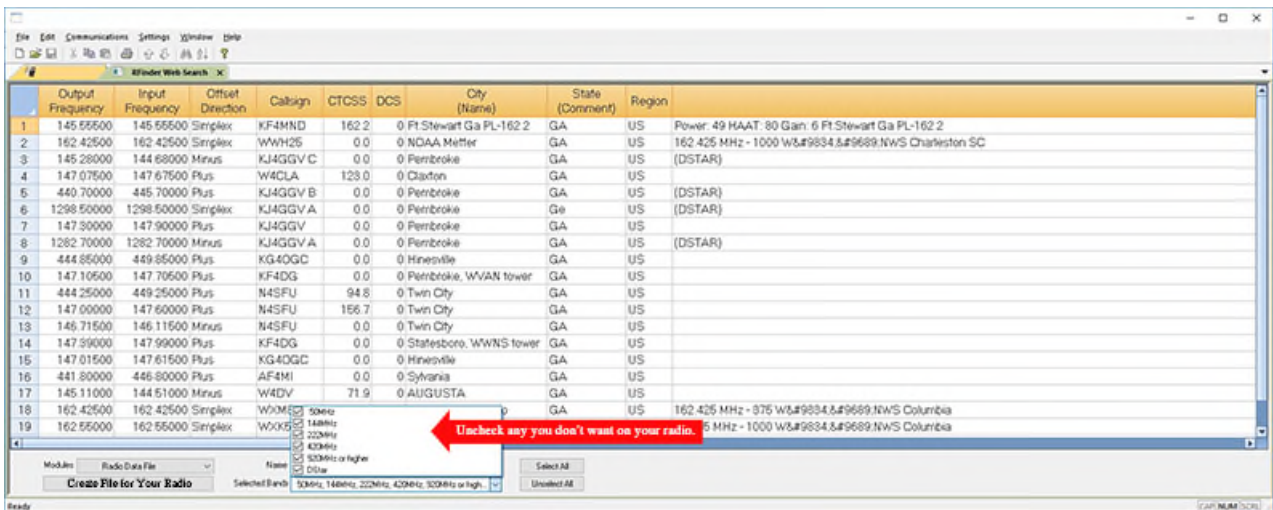 File Edit Communications Settings Window Help
RFinder Web Search
Output Frequency Input Frequency Offset Direction Callsign CTCSS DCS City (Name) State (Comment) Region
1 145.55500 145.55500 Simplex KF4MND 162.2 0 Ft.Stewart Ga PL-162.2 GA US Power: 49 HAAT: 80 Gain: 6 Ft.Stewart Ga PL-162.2
2 162.42500 162.42500 Simplex WWH25 0.0 0 NOAA Metter GA US 162.425 MHz - 1000 W&#9834,&#9689;NWS Charleston SC
3 145.28000 144.68000 Minus KJ4GGV C 0.0 0 Pembroke GA US {DSTAR}
4 147.07500 147.67500 Plus W4CLA 123.0 0 Claxton GA US
5 440.70000 445.70000 Plus KJ4GGV B 0.0 0 Pembroke GA US {DSTAR}
6 1298.50000 1298.50000 Simplex KJ4GGV A 0.0 0 Pembroke Ge US {DSTAR}
7 147.30000 147.90000 Plus KJ4GGV 0.0 0 Pembroke GA US
8 1282.70000 1282.70000 Minus KJ4GGV A 0.0 0 Pembroke GA US {DSTAR}
9 444.85000 449.85000 Plus KG4OGC 0.0 0 Hinesville GA US
10 147.10500 147.70500 Plus KF4DG 0.0 0 Pembroke, WVAN tower GA US
11 444.25000 449.25000 Plus N4SFU 94.8 0 Twin City GA US
12 147.00000 147.60000 Plus N4SFU 156.7 0 Twin City GA US
13 146.71500 146.11500 Minus N4SFU 0.0 0 Twin City GA US
14 147.39000 147.99000 Plus KF4DG 0.0 0 Statesboro, WWNS tower GA US
15 147.01500 147.61500 Plus KG4OGC 0.0 0 Hinesville GA US
16 441.80000 446.80000 Plus AF4MI 0.0 0 Sylvania GA US
17 145.11000 144.51000 Minus W4DV 71.9 0 AUGUSTA GA US
18 162.42500 162.42500 Simplex GA US 162.425 MHz - 875 W&#9834,&#9689;NWS Columbia
19 162.55000 162.55000 Simplex 5 MHz - 1000 W&#9834,&#9689;NWS Columbia
50MHz
144MHz
222MHz
420MHz
920MHz or higher
DStar
Uncheck any you don't want on your radio.
Modules Radio Data File Name Select All
Create File for Your Radio Selected Bands 50MHz, 144MHz, 222MHz, 420MHz, 920MHz or high... Unselect All
Ready CAP NUM SCRL